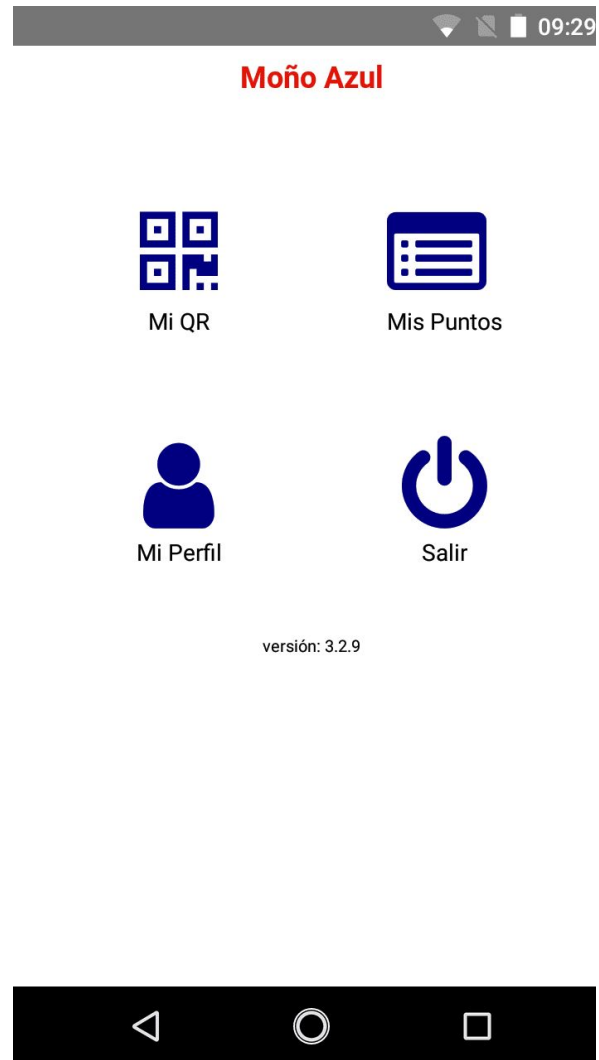 09:29
Moño Azul
Mi QR
Mis Puntos
Mi Perfil
Salir
versión: 3.2.9